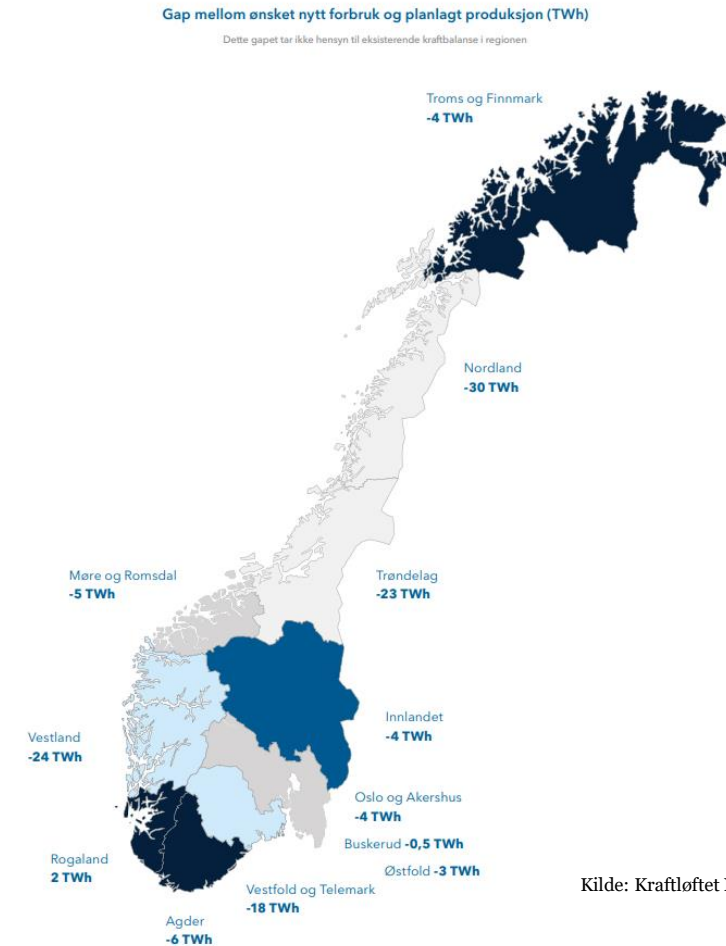 Gap mellom ønsket nytt forbruk og planlagt produksjon (TWh)
Dette gapet tar ikke hensyn til eksisterende kraftbalanse i regionen
Troms og Finnmark
-4 TWh
Nordland
-30 TWh
Møre og Romsdal
-5 TWh
Trøndelag
-23 TWh
Innlandet
-4 TWh
Vestland
-24 TWh
Oslo og Akershus
-4 TWh
Buskerud -0,5 TWh
Østfold -3 TWh
Rogaland
2 TWh
Vestfold og Telemark
-18 TWh
Agder
-6 TWh
Kilde: Kraftløftet